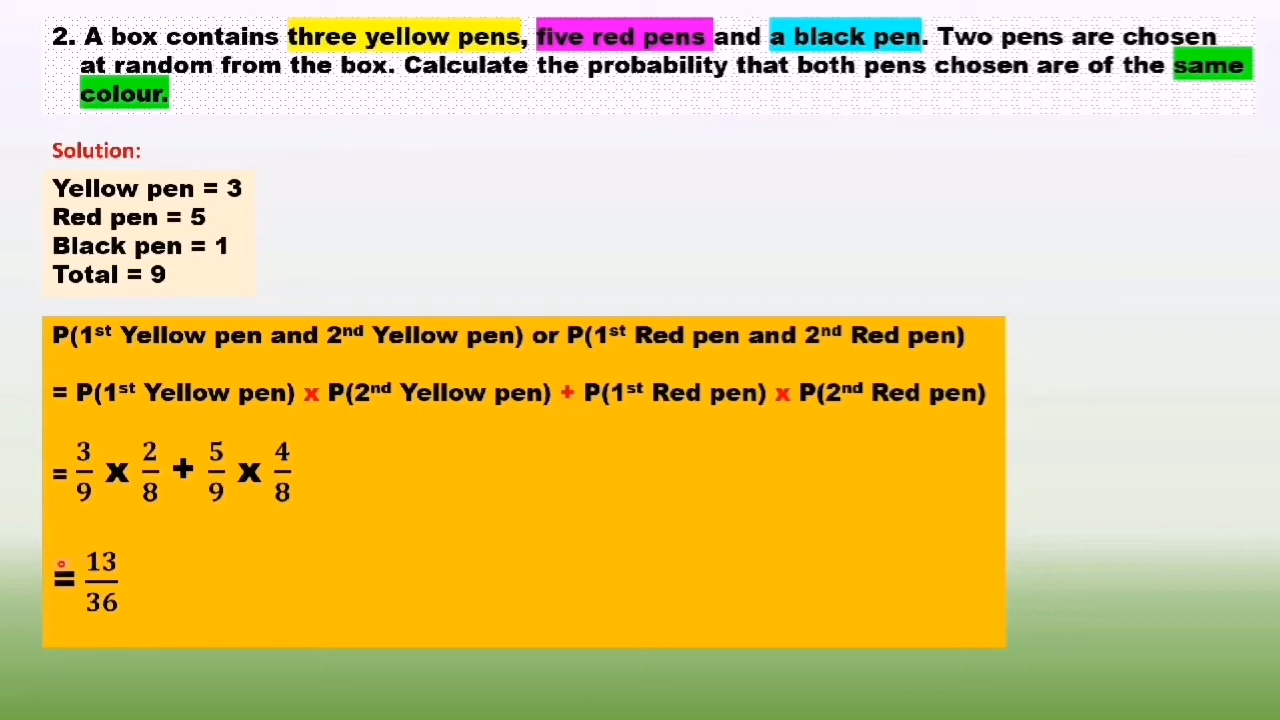 2. A box contains three yellow pens, five red pens and a black pen. Two pens are chosen
at random from the box. Calculate the probability that both pens chosen are of the same
colour.
Solution:
Yellow pen = 3
Red pen = 5
Black pen = 1
Total = 9
P(1st Yellow pen and 2nd Yellow pen) or P(1st Red pen and 2nd Red pen)
= P(1st Yellow pen) x P(2nd Yellow pen) + P(1st Red pen) x P(2nd Red pen)
= 3/9 x 2/8 + 5/9 x 4/8
= 13/36